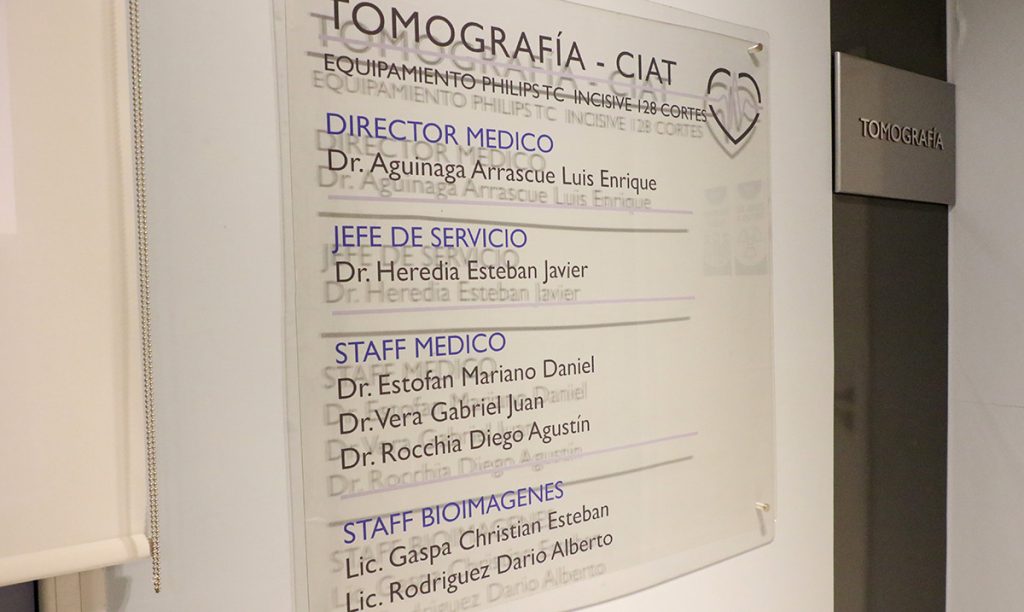 TOMOGRAFÍA - CIAT
EQUIPAMIENTO PHILIPS TC INCISIVE 128 CORTES
DIRECTOR MEDICO
Dr. Aguinaga Arrascue Luis Enrique
JEFE DE SERVICIO
Dr. Heredia Esteban Javier
STAFF MEDICO
Dr. Estofan Mariano Daniel
Dr. Vera Gabriel Juan
Dr. Rocchia Diego Agustín
STAFF BIOIMAGENES
Lic. Gaspa Christian Esteban
Lic. Rodriguez Dario Alberto
TOMOGRAFÍA